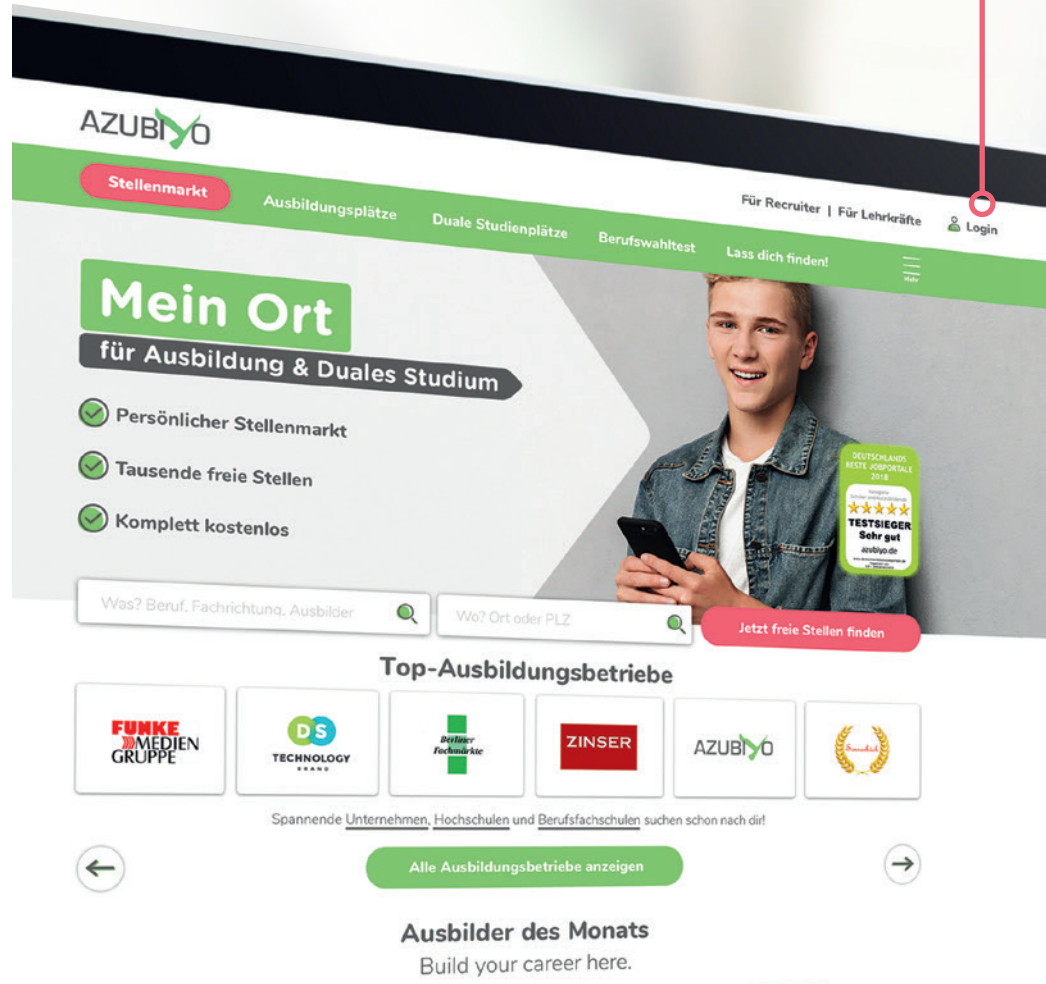 AZUBIYO
Für Recruiter | Für Lehrkräfte Login
Stellenmarkt Ausbildungsplätze Duale Studienplätze Berufswahltest Lass dich finden! Mehr
Mein Ort
für Ausbildung & Duales Studium
Persönlicher Stellenmarkt
Tausende freie Stellen
Komplett kostenlos
DEUTSCHLANDS
BESTE JOBPORTALE
2018
TESTSIEGER
Sehr gut
azubiyo.de
Was? Beruf, Fachrichtung, Ausbilder
Wo? Ort oder PLZ
Jetzt freie Stellen finden
Top-Ausbildungsbetriebe
FUNKE
MEDIEN
GRUPPE
DS
TECHNOLOGY
BRAND
Berliner
Fachmärkte
ZINSER
AZUBIYO
Spannende Unternehmen, Hochschulen und Berufsfachschulen suchen schon nach dir!
Alle Ausbildungsbetriebe anzeigen
Ausbilder des Monats
Build your career here.